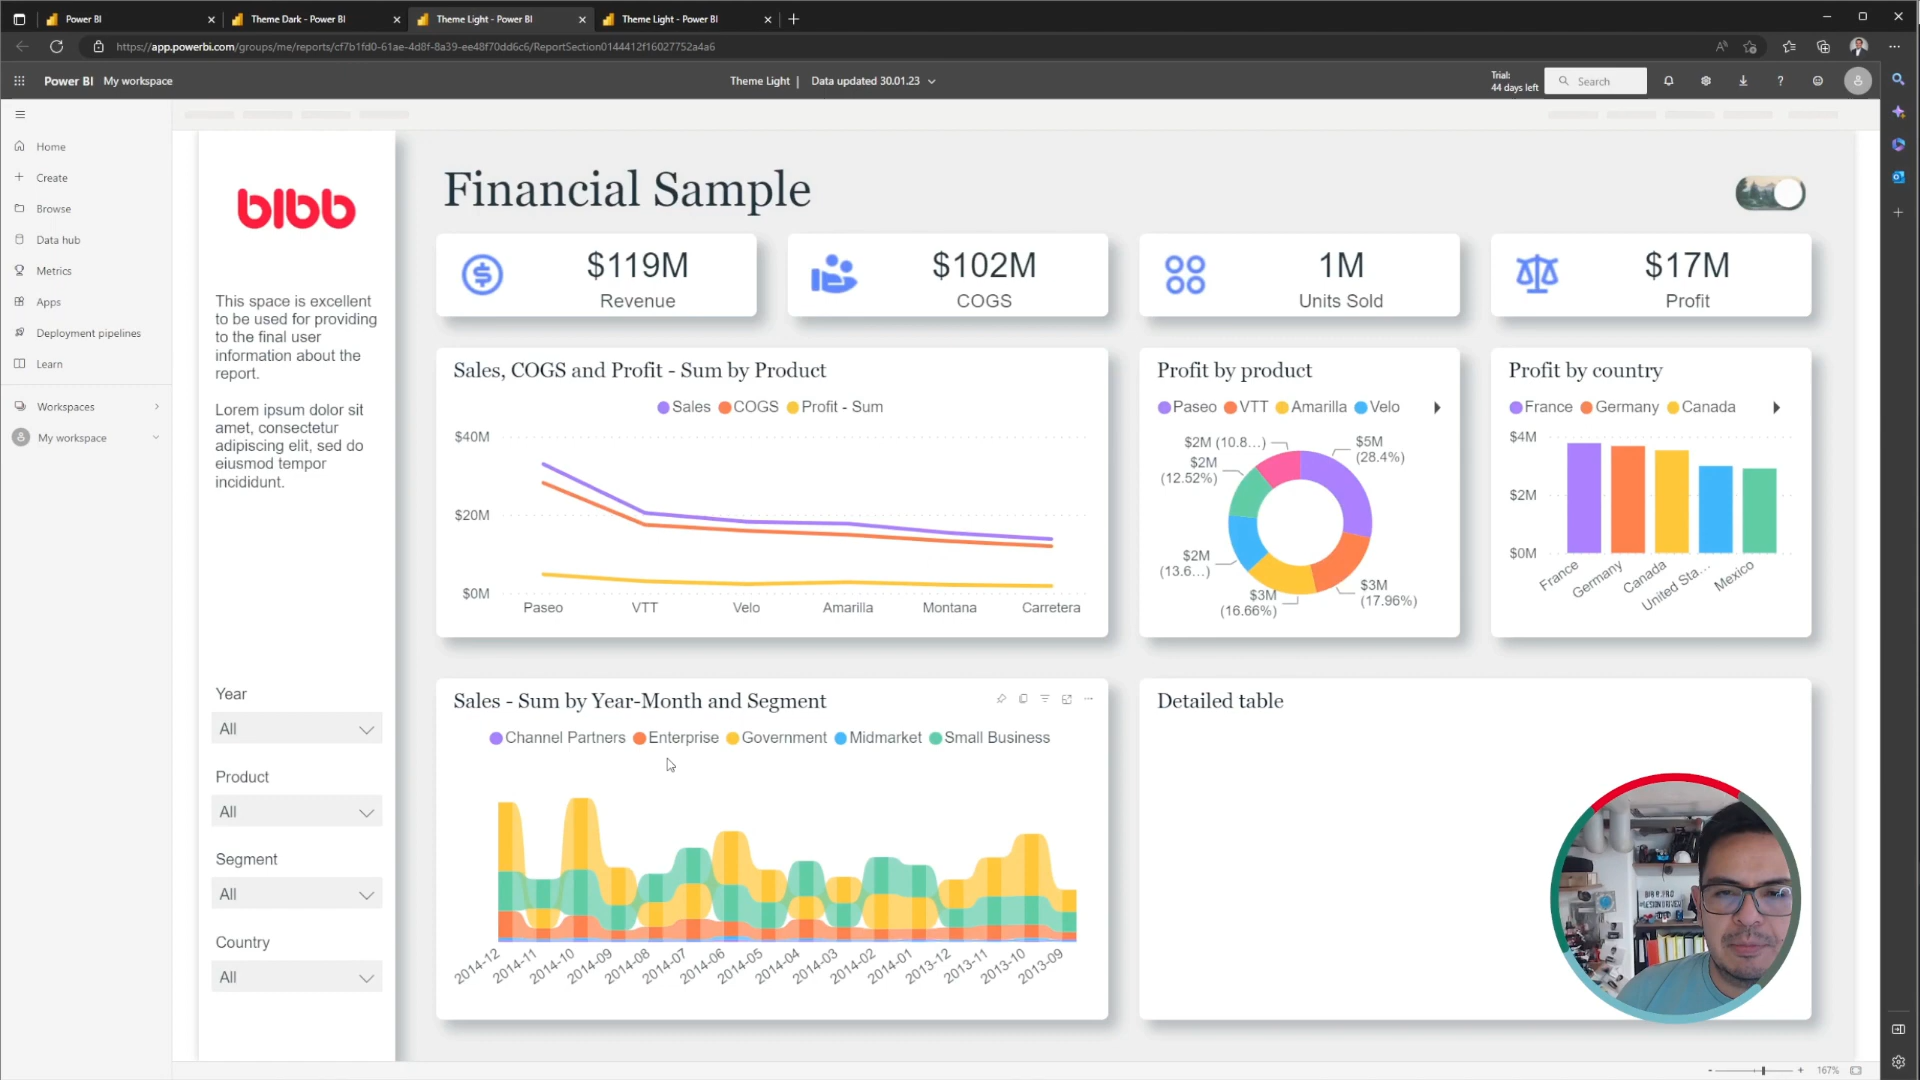 Power BI
Theme Dark - Power BI
Theme Light - Power BI
Theme Light - Power BI
https://app.powerbi.com/groups/me/reports/cf7b1fd0-61ae-4d8f-8a39-ee48f70dd6c6/ReportSection0144412f16027752a4a6
Power BI My workspace
Theme Light | Data updated 30.01.23
Trial:
44 days left
Search
Home
Create
Browse
Data hub
Metrics
Apps
Deployment pipelines
Learn
Workspaces
My workspace
bibb
This space is excellent
to be used for providing
to the final user
information about the
report.
Lorem ipsum dolor sit
amet, consectetur
adipiscing elit, sed do
eiusmod tempor
incididunt.
Year
All
Product
All
Segment
All
Country
All
Financial Sample
$119M
Revenue
$102M
COGS
1M
Units Sold
$17M
Profit
Sales, COGS and Profit - Sum by Product
Sales COGS Profit - Sum
$40M
$20M
$0M
Paseo VTT Velo Amarilla Montana Carretera
Profit by product
Paseo VTT Amarilla Velo
$2M (10.8...)
$5M
(28.4%)
$2M
(12.52%)
$2M
(13.6...)
$3M
(16.66%)
$3M
(17.96%)
Profit by country
France Germany Canada
$4M
$2M
$0M
France Germany Canada United Sta... Mexico
Sales - Sum by Year-Month and Segment
Channel Partners Enterprise Government Midmarket Small Business
2014-12 2014-11 2014-10 2014-09 2014-08 2014-07 2014-06 2014-05 2014-04 2014-03 2014-02 2014-01 2013-12 2013-11 2013-10 2013-09
Detailed table
167%